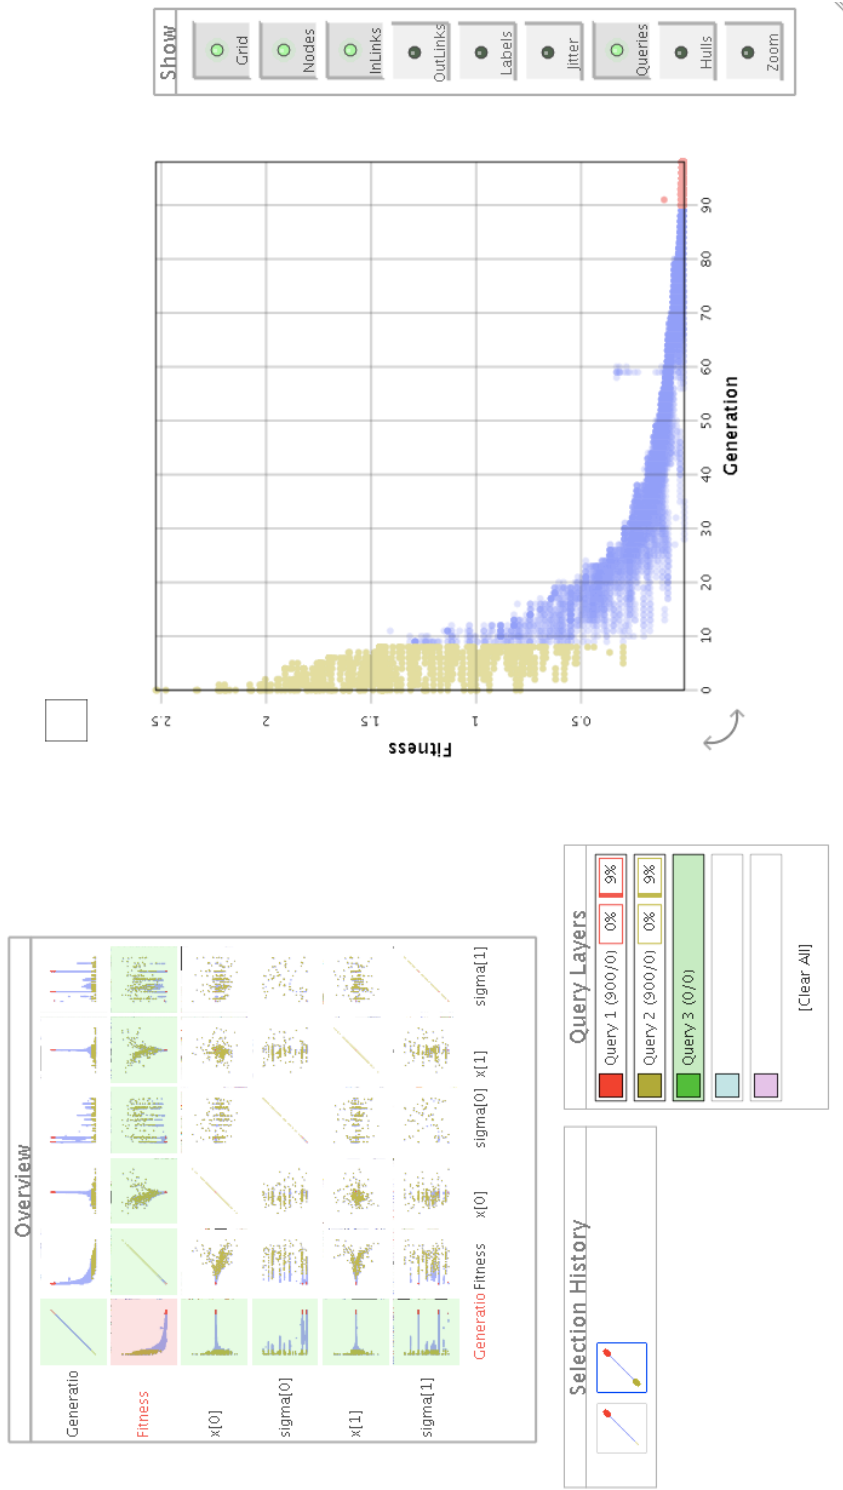 Overview
Generatio
Fitness
x[0]
sigma[0]
x[1]
sigma[1]
Generatio
Fitness
x[0]
sigma[0]
x[1]
sigma[1]
Selection History
Query Layers
Query 1 (900/0) 0% 9%
Query 2 (900/0) 0% 9%
Query 3 (0/0)
[Clear All]
Fitness
2.5
2
1.5
1
0.5
0 10 20 30 40 50 60 70 80 90
Generation
Show
Grid
Nodes
InLinks
OutLinks
Labels
Jitter
Queries
Hulls
Zoom